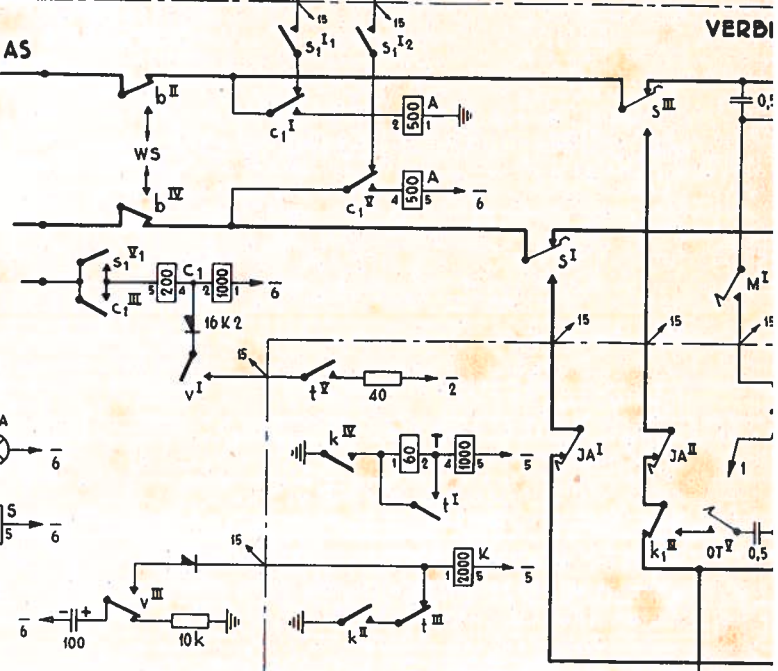 15 15
AS S₁ᴵ¹ S₁ᴵ² VERBI
bᴵᴵ 0,5
A
c₁ᴵ 2 500 1 Sᴵᴵᴵ
WS
bᴵⱽ A
c₁ⱽ 4 500 5 6
S₁ⱽ¹ C₁ Sᴵ
c₁ᴵᴵᴵ 5 200 4 2 1000 1 6 Mᴵ
16K2 15 15 15
15
vᴵ tⱽ 40 2
A kᴵⱽ T
6 1 60 2 4 1000 5 5 JAᴵ JAᴵᴵ 1
tᴵ
S
5 6 15 K k₁ᴵᴵ OTⱽ 0,5
1 2000 5 5
vᴵᴵᴵ
6 − + 100 10k kᴵᴵ tᴵᴵᴵ